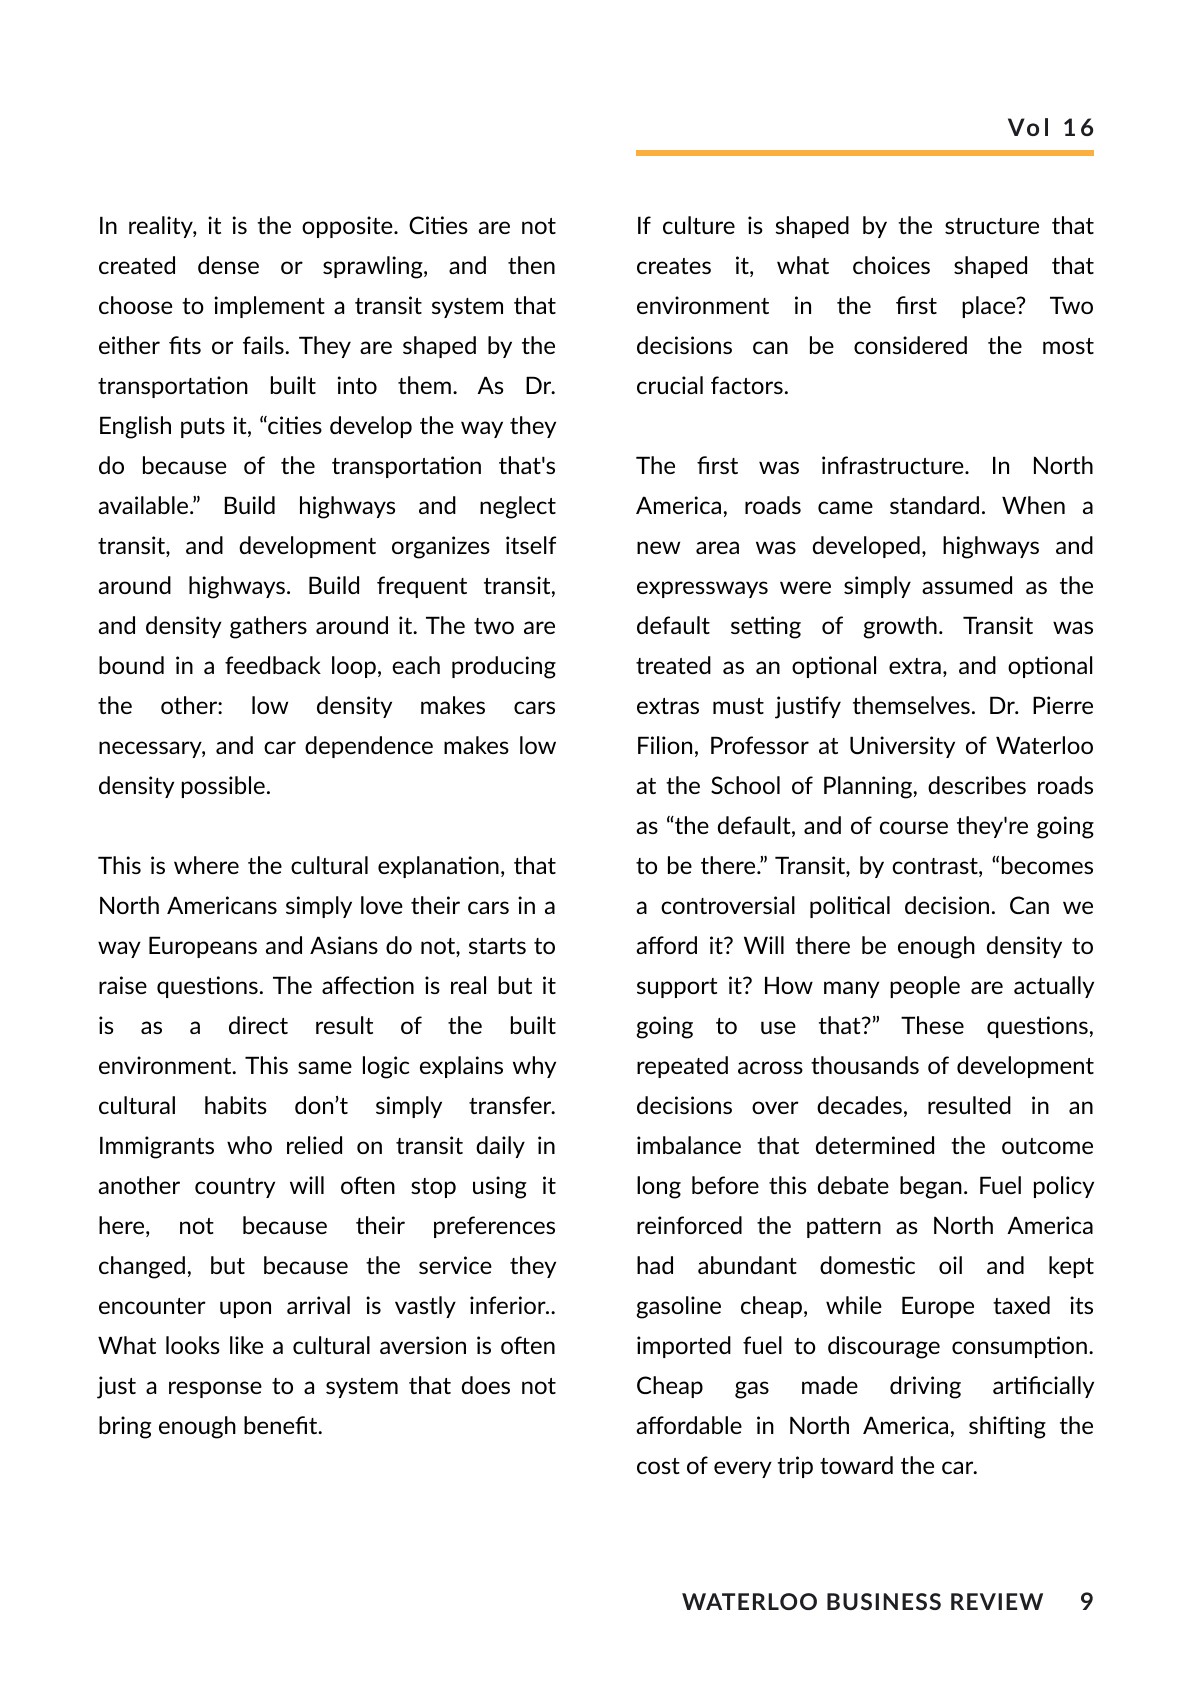 Vol 16
In reality, it is the opposite. Cities are not
created dense or sprawling, and then
choose to implement a transit system that
either fits or fails. They are shaped by the
transportation built into them. As Dr.
English puts it, “cities develop the way they
do because of the transportation that's
available.” Build highways and neglect
transit, and development organizes itself
around highways. Build frequent transit,
and density gathers around it. The two are
bound in a feedback loop, each producing
the other: low density makes cars
necessary, and car dependence makes low
density possible.
This is where the cultural explanation, that
North Americans simply love their cars in a
way Europeans and Asians do not, starts to
raise questions. The affection is real but it
is as a direct result of the built
environment. This same logic explains why
cultural habits don’t simply transfer.
Immigrants who relied on transit daily in
another country will often stop using it
here, not because their preferences
changed, but because the service they
encounter upon arrival is vastly inferior..
What looks like a cultural aversion is often
just a response to a system that does not
bring enough benefit.
If culture is shaped by the structure that
creates it, what choices shaped that
environment in the first place? Two
decisions can be considered the most
crucial factors.
The first was infrastructure. In North
America, roads came standard. When a
new area was developed, highways and
expressways were simply assumed as the
default setting of growth. Transit was
treated as an optional extra, and optional
extras must justify themselves. Dr. Pierre
Filion, Professor at University of Waterloo
at the School of Planning, describes roads
as “the default, and of course they're going
to be there.” Transit, by contrast, “becomes
a controversial political decision. Can we
afford it? Will there be enough density to
support it? How many people are actually
going to use that?” These questions,
repeated across thousands of development
decisions over decades, resulted in an
imbalance that determined the outcome
long before this debate began. Fuel policy
reinforced the pattern as North America
had abundant domestic oil and kept
gasoline cheap, while Europe taxed its
imported fuel to discourage consumption.
Cheap gas made driving artificially
affordable in North America, shifting the
cost of every trip toward the car.
WATERLOO BUSINESS REVIEW 9